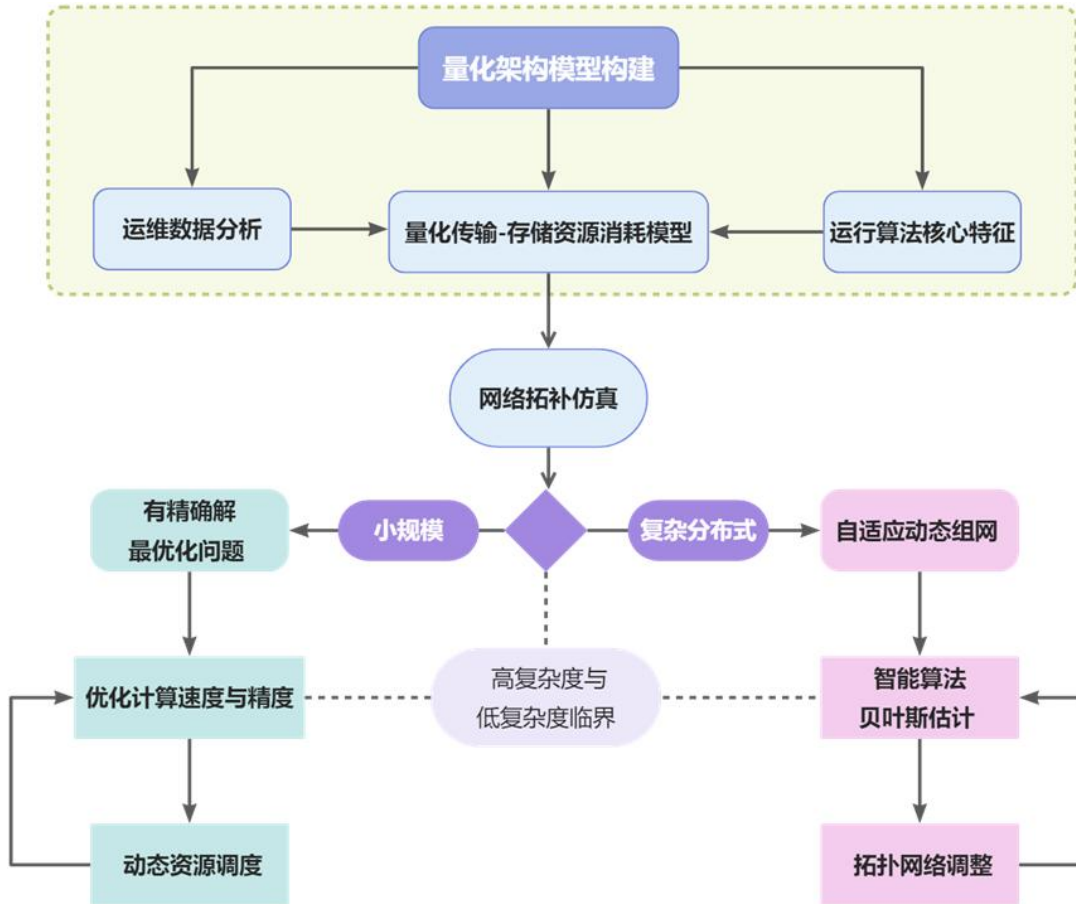 量化架构模型构建
运维数据分析
量化传输-存储资源消耗模型
运行算法核心特征
网络拓补仿真
有精确解
最优化问题
小规模
复杂分布式
自适应动态组网
优化计算速度与精度
高复杂度与
低复杂度临界
智能算法
贝叶斯估计
动态资源调度
拓扑网络调整